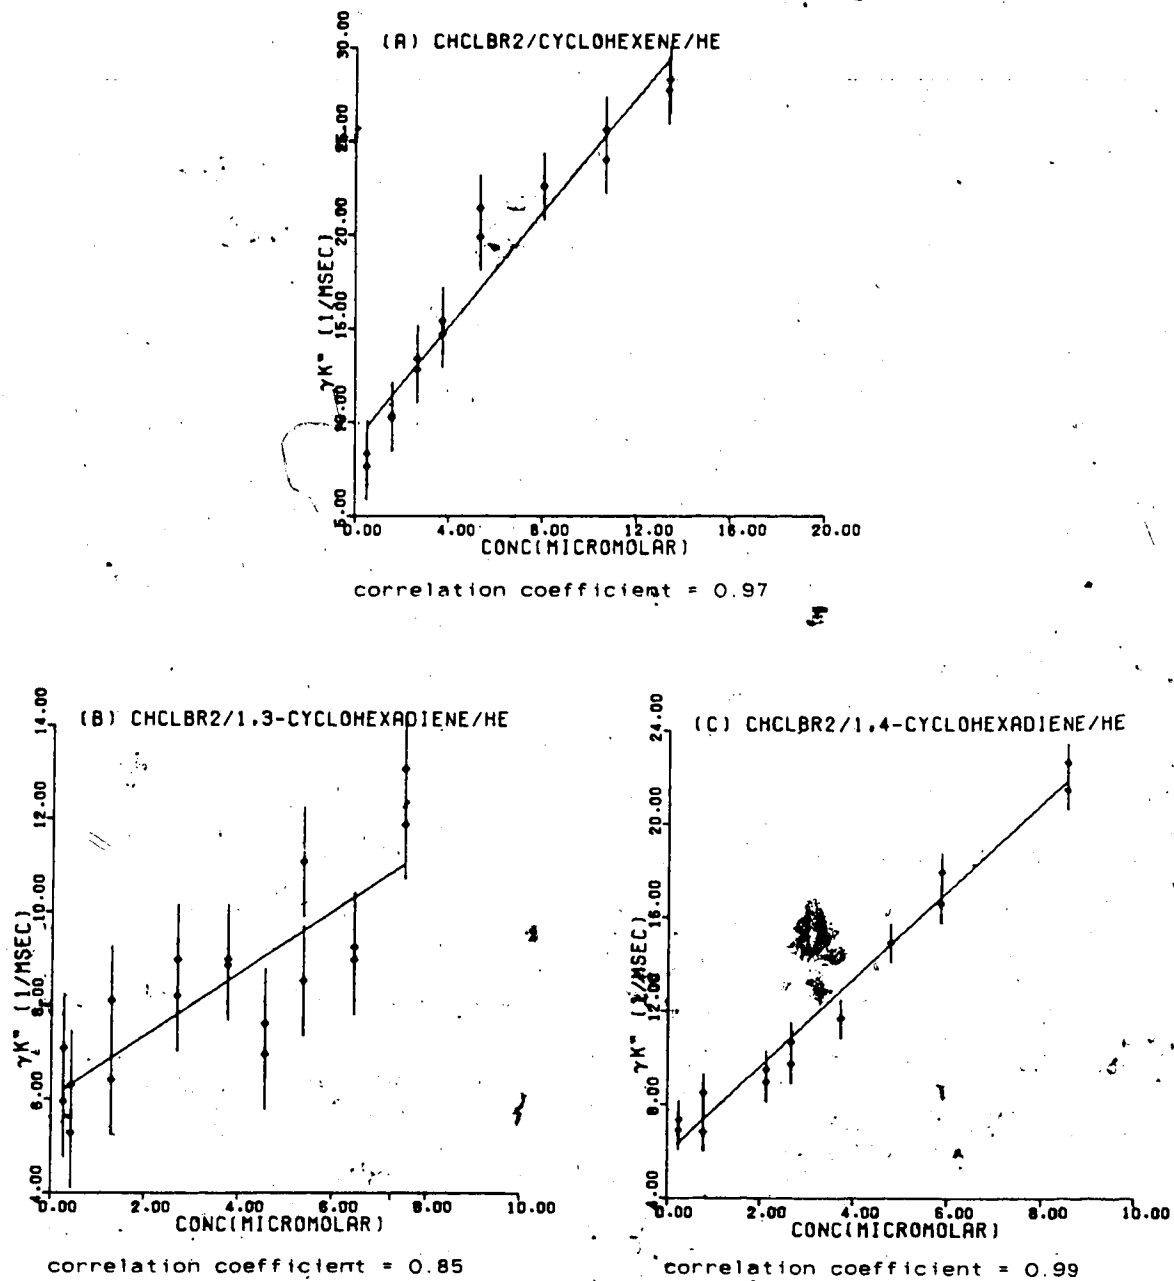 (A) CHCLBR2/CYCLOHEXENE/HE
30.00
25.00
20.00
15.00
10.00
5.00
γK" (1/MSEC)
0.00 4.00 8.00 12.00 16.00 20.00
CONC(MICROMOLAR)
correlation coefficient = 0.97
(B) CHCLBR2/1,3-CYCLOHEXADIENE/HE
14.00
12.00
10.00
8.00
6.00
4.00
γK" (1/MSEC)
0.00 2.00 4.00 6.00 8.00 10.00
CONC(MICROMOLAR)
correlation coefficient = 0.85
(C) CHCLBR2/1,4-CYCLOHEXADIENE/HE
24.00
20.00
16.00
12.00
8.00
4.00
γK" (1/MSEC)
0.00 2.00 4.00 6.00 8.00 10.00
CONC(MICROMOLAR)
correlation coefficient = 0.99